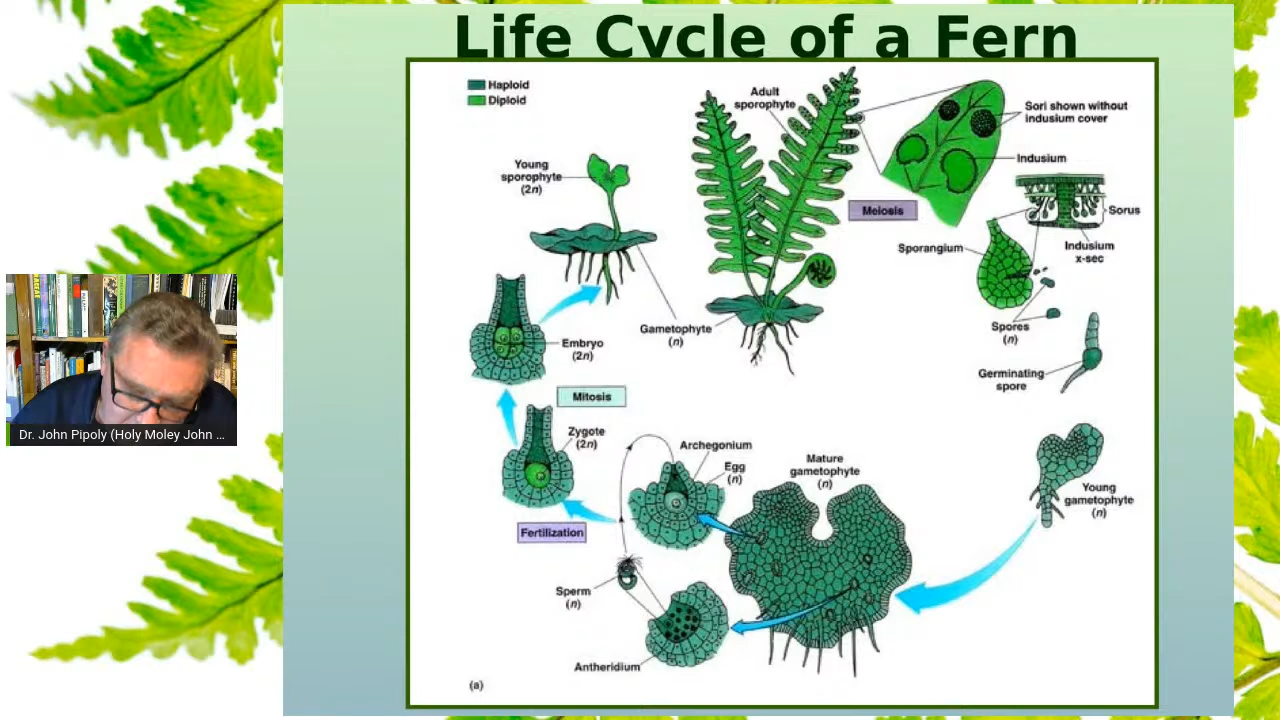 Life Cycle of a Fern
Haploid
Diploid
Adult
sporophyte
Sori shown without
indusium cover
Indusium
Young
sporophyte
(2n)
Meiosis
Sorus
Sporangium
Indusium
x-sec
Gametophyte
(n)
Spores
(n)
Embryo
(2n)
Germinating
spore
Mitosis
Zygote
(2n)
Archegonium
Egg
(n)
Mature
gametophyte
(n)
Young
gametophyte
(n)
Fertilization
Sperm
(n)
Antheridium
(a)
Dr. John Pipoly (Holy Moley John ...